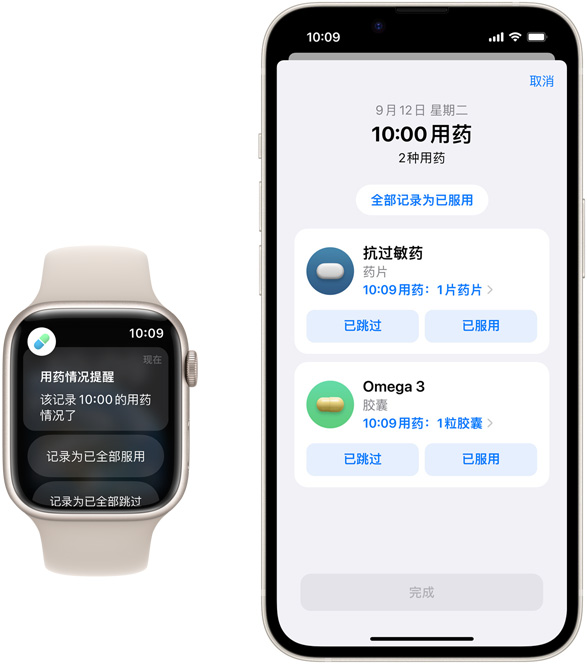 10:09
现在
用药情况提醒
该记录 10:00 的用药
情况了
记录为已全部服用
记录为已全部跳过
10:09
取消
9月12日 星期二
10:00 用药
2种用药
全部记录为已服用
抗过敏药
药片
10:09 用药：1 片药片
已跳过
已服用
Omega 3
胶囊
10:09 用药：1 粒胶囊
已跳过
已服用
完成